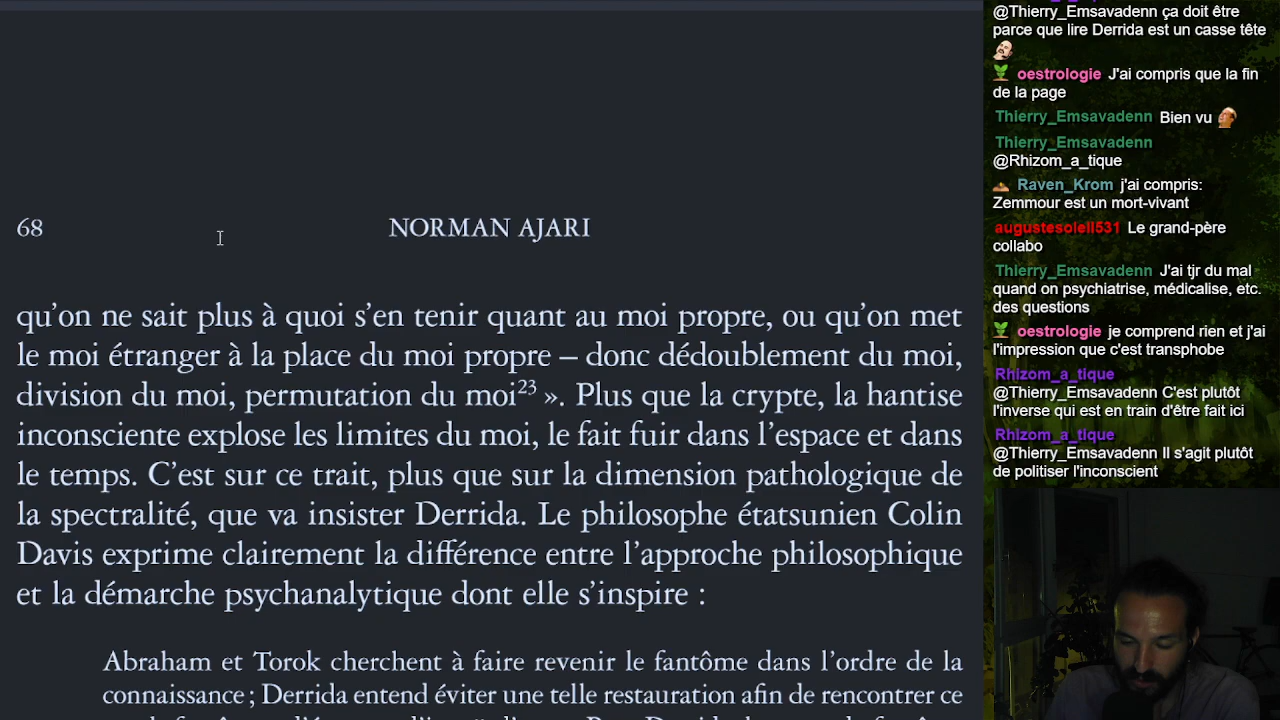 68
NORMAN AJARI
qu’on ne sait plus à quoi s’en tenir quant au moi propre, ou qu’on met
le moi étranger à la place du moi propre – donc dédoublement du moi,
division du moi, permutation du moi²³ ». Plus que la crypte, la hantise
inconsciente explose les limites du moi, le fait fuir dans l’espace et dans
le temps. C’est sur ce trait, plus que sur la dimension pathologique de
la spectralité, que va insister Derrida. Le philosophe étatsunien Colin
Davis exprime clairement la différence entre l’approche philosophique
et la démarche psychanalytique dont elle s’inspire :
Abraham et Torok cherchent à faire revenir le fantôme dans l’ordre de la
connaissance ; Derrida entend éviter une telle restauration afin de rencontrer ce
@Thierry_Emsavadenn ça doit être
parce que lire Derrida est un casse tête
oestrologie J'ai compris que la fin
de la page
Thierry_Emsavadenn Bien vu
Thierry_Emsavadenn
@Rhizom_a_tique
Raven_Krom j'ai compris:
Zemmour est un mort-vivant
augustesoleil531 Le grand-père
collabo
Thierry_Emsavadenn J'ai tjr du mal
quand on psychiatrise, médicalise, etc.
des questions
oestrologie je comprend rien et j'ai
l'impression que c'est transphobe
Rhizom_a_tique
@Thierry_Emsavadenn C'est plutôt
l'inverse qui est en train d'être fait ici
Rhizom_a_tique
@Thierry_Emsavadenn Il s'agit plutôt
de politiser l'inconscient